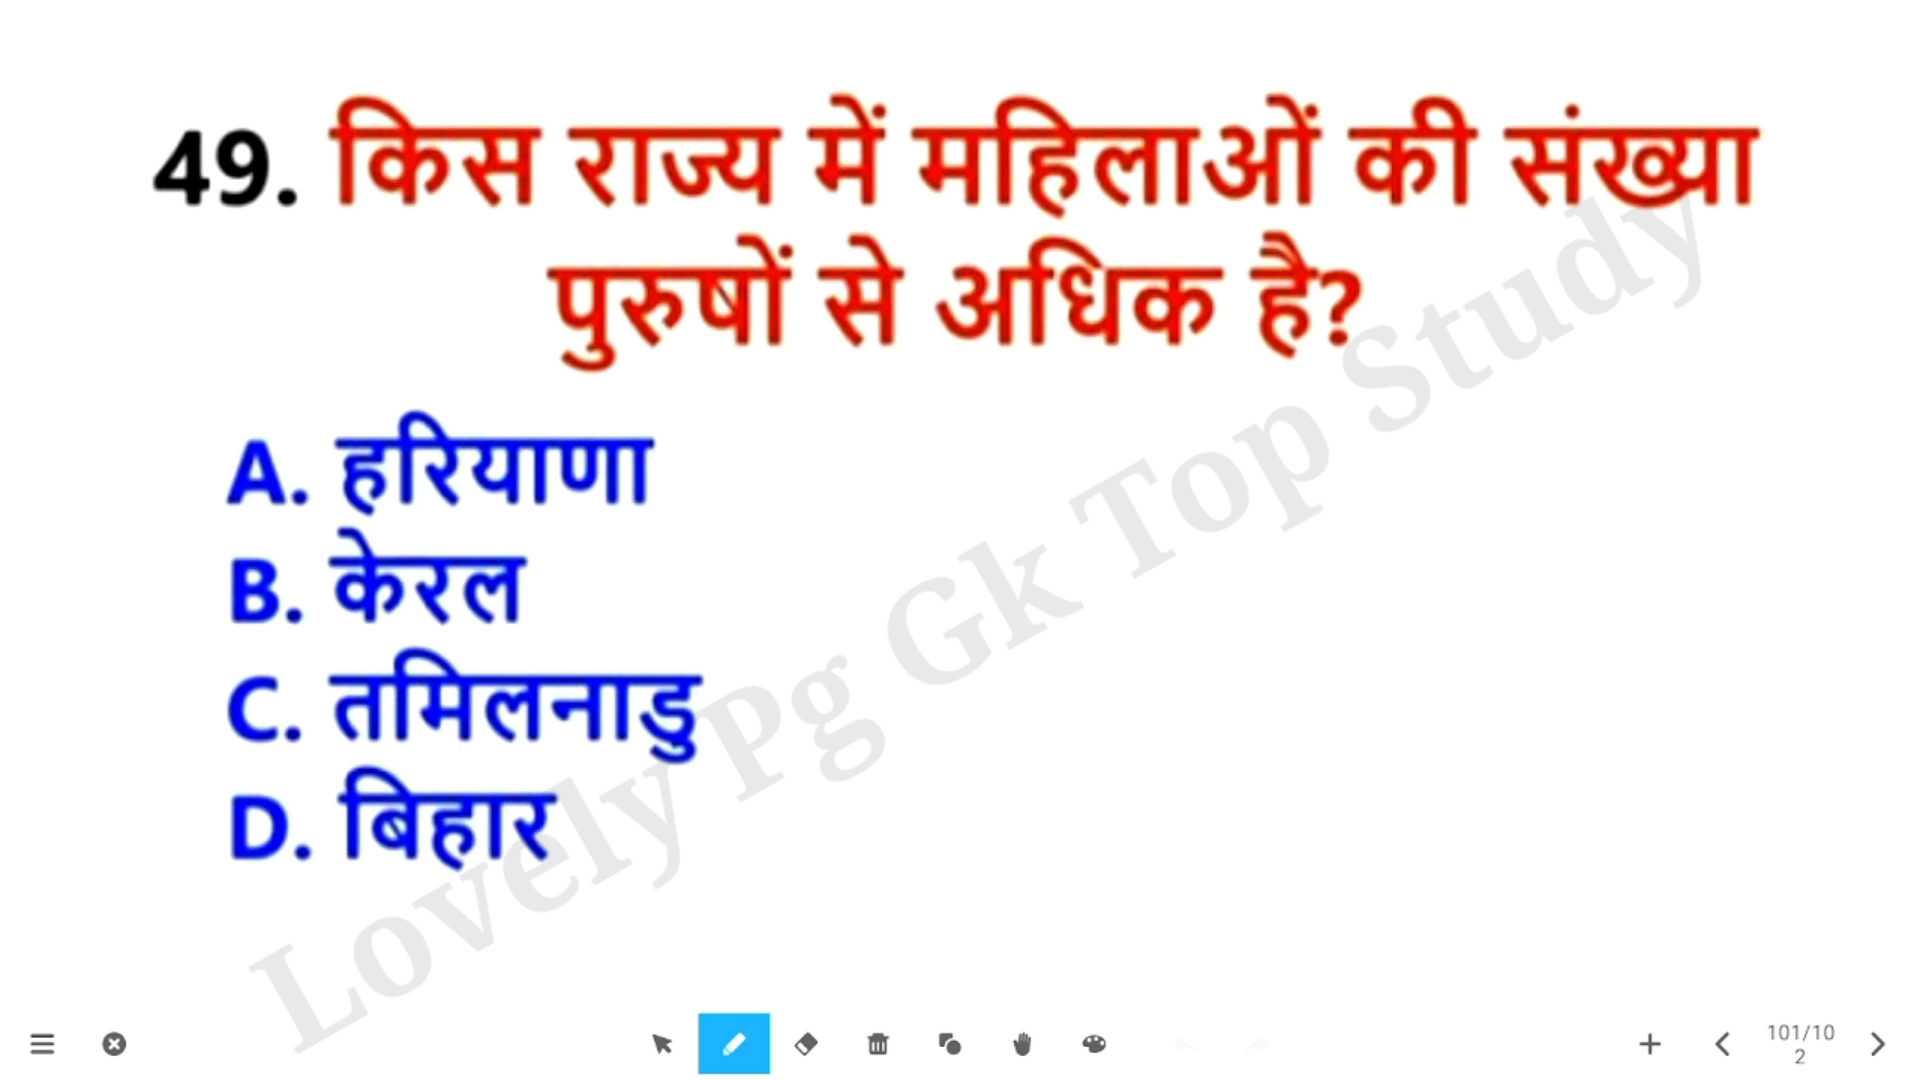 49. किस राज्य में महिलाओं की संख्या
पुरुषों से अधिक है?
A. हरियाणा
B. केरल
C. तमिलनाडु
D. बिहार
Lovely Pg Gk Top Study
101/10
2